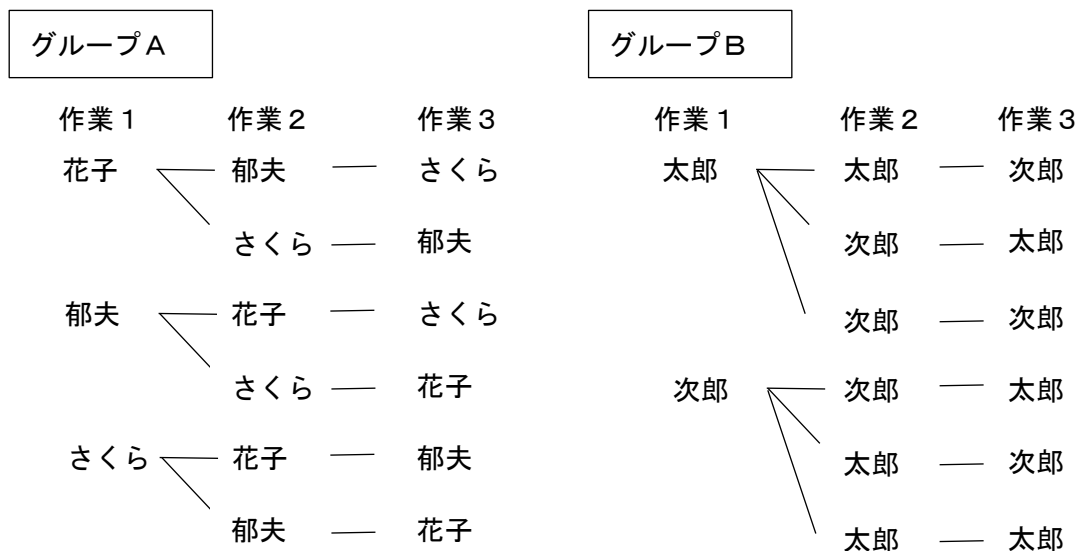 グループA
作業1 作業2 作業3
花子 郁夫 さくら
さくら 郁夫
郁夫 花子 さくら
さくら 花子
さくら 花子 郁夫
郁夫 花子
グループB
作業1 作業2 作業3
太郎 太郎 次郎
次郎 太郎
次郎 次郎
次郎 次郎 太郎
太郎 次郎
太郎 太郎